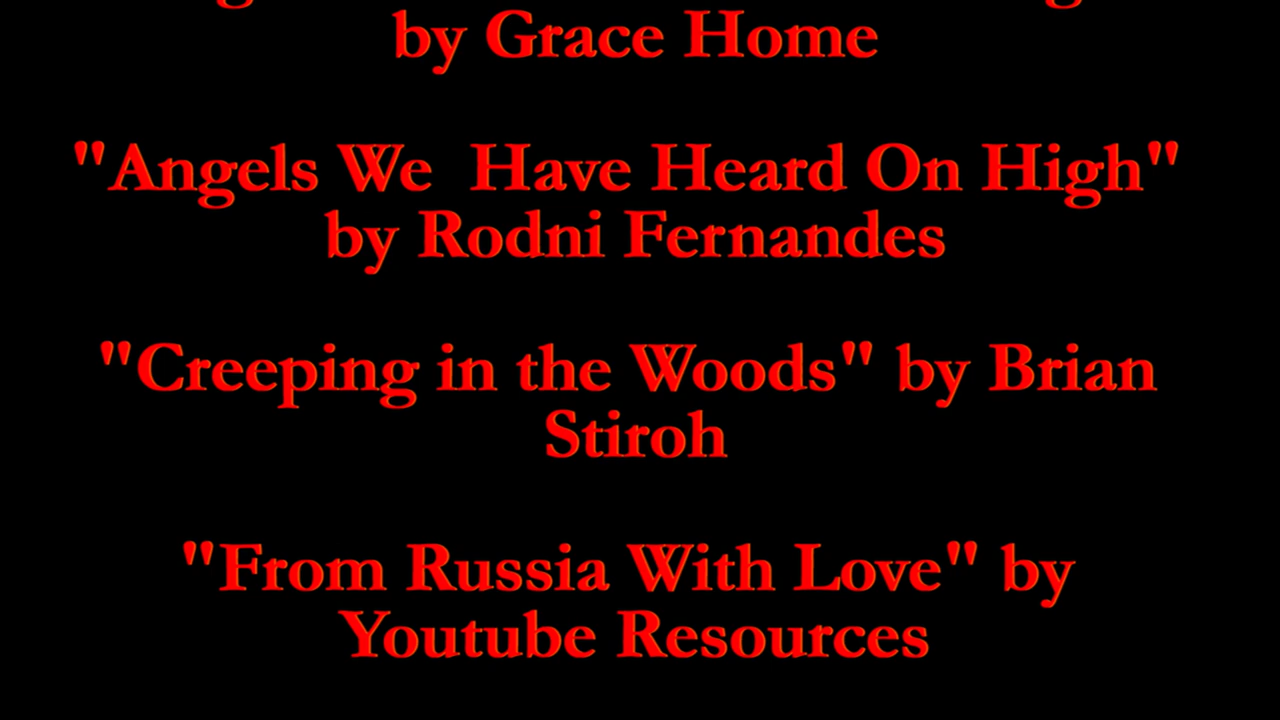 by Grace Home
"Angels We  Have Heard On High"
by Rodni Fernandes
"Creeping in the Woods" by Brian
Stiroh
"From Russia With Love" by
Youtube Resources